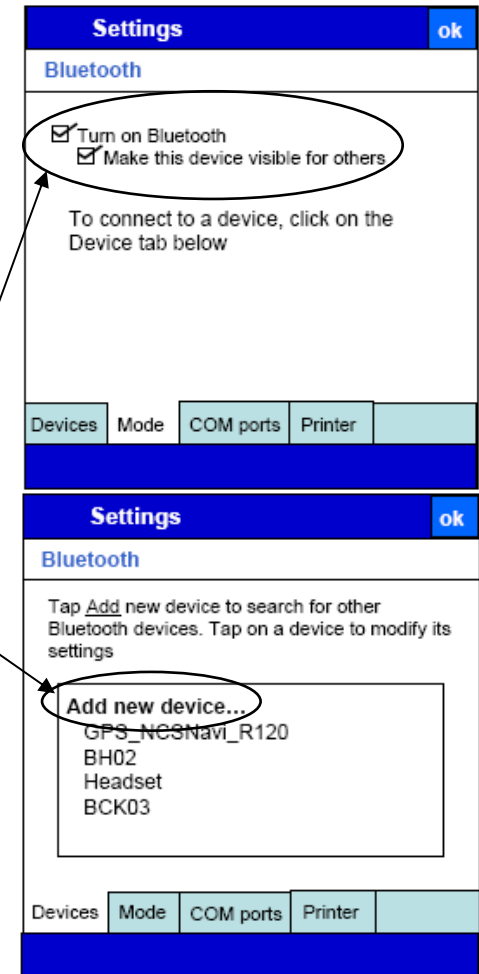 Settings ok
Bluetooth
Turn on Bluetooth
Make this device visible for others
To connect to a device, click on the
Device tab below
Devices Mode COM ports Printer
Settings ok
Bluetooth
Tap Add new device to search for other
Bluetooth devices. Tap on a device to modify its
settings
Add new device...
GPS_NCSNavi_R120
BH02
Headset
BCK03
Devices Mode COM ports Printer